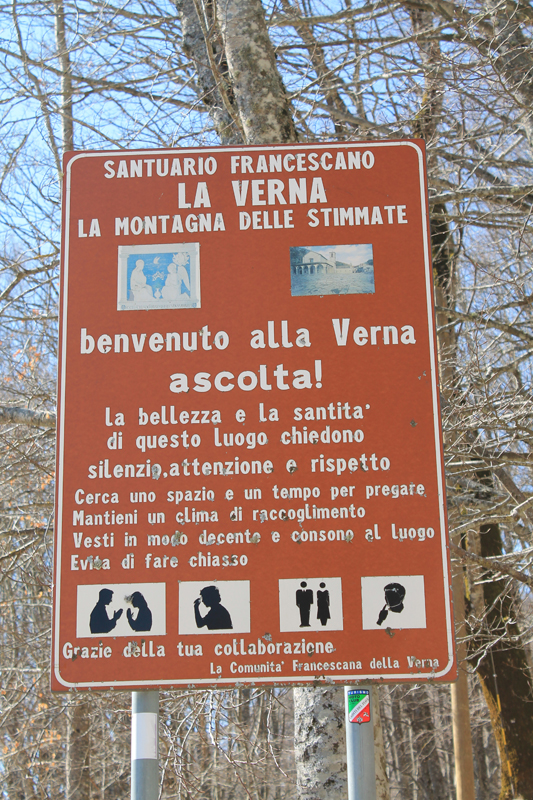 SANTUARIO FRANCESCANO
LA VERNA
LA MONTAGNA DELLE STIMMATE
benvenuto alla Verna
ascolta!
La bellezza e la santita'
di questo luogo chiedono
silenzio,attenzione e rispetto
Cerca uno spazio e un tempo per pregare
Mantieni un clima di raccoglimento
Vesti in modo decente e consono al luogo
Evita di fare chiasso
Grazie della tua collaborazione
La Comunita' Francescana della Verna